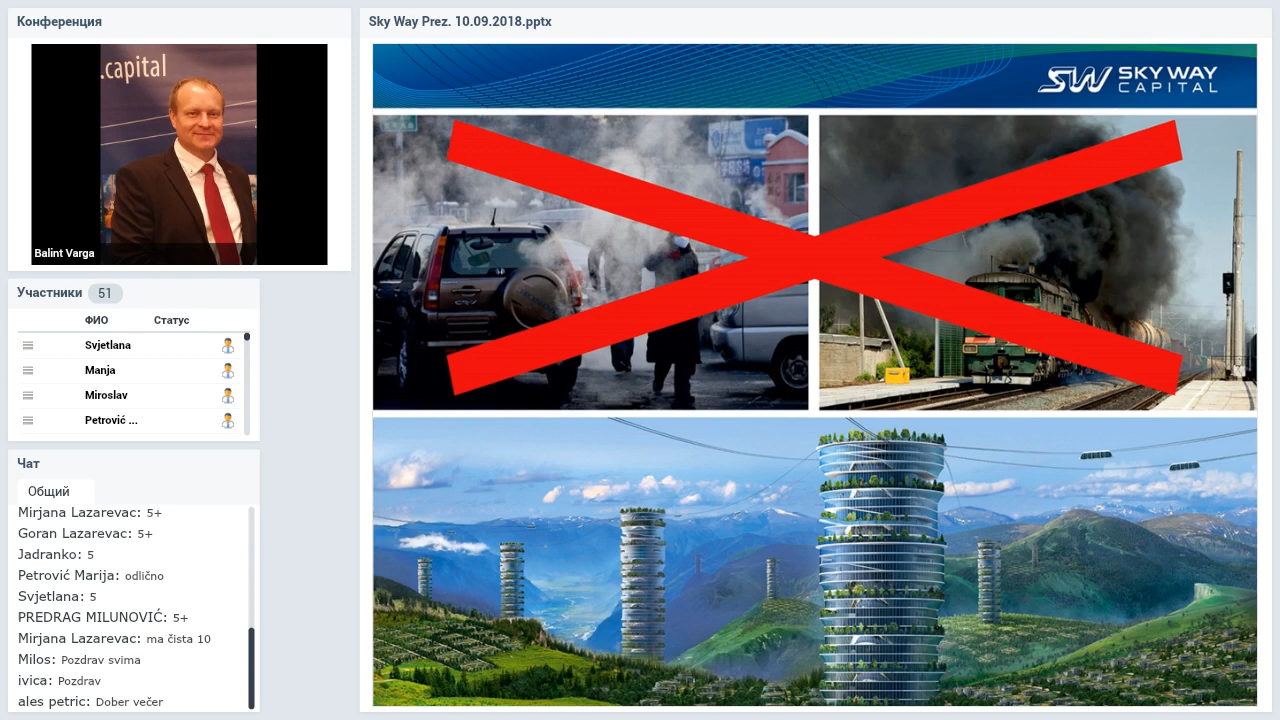 Конференция
.capital
Balint Varga
Участники 51
ФИО Статус
Svjetlana
Manja
Miroslav
Petrović ...
Чат
Общий
Mirjana Lazarevac: 5+
Goran Lazarevac: 5+
Jadranko: 5
Petrović Marija: odlično
Svjetlana: 5
PREDRAG MILUNOVIĆ: 5+
Mirjana Lazarevac: ma čista 10
Milos: Pozdrav svima
ivica: Pozdrav
ales petric: Dober večer
Sky Way Prez. 10.09.2018.pptx
SW SKY WAY
CAPITAL